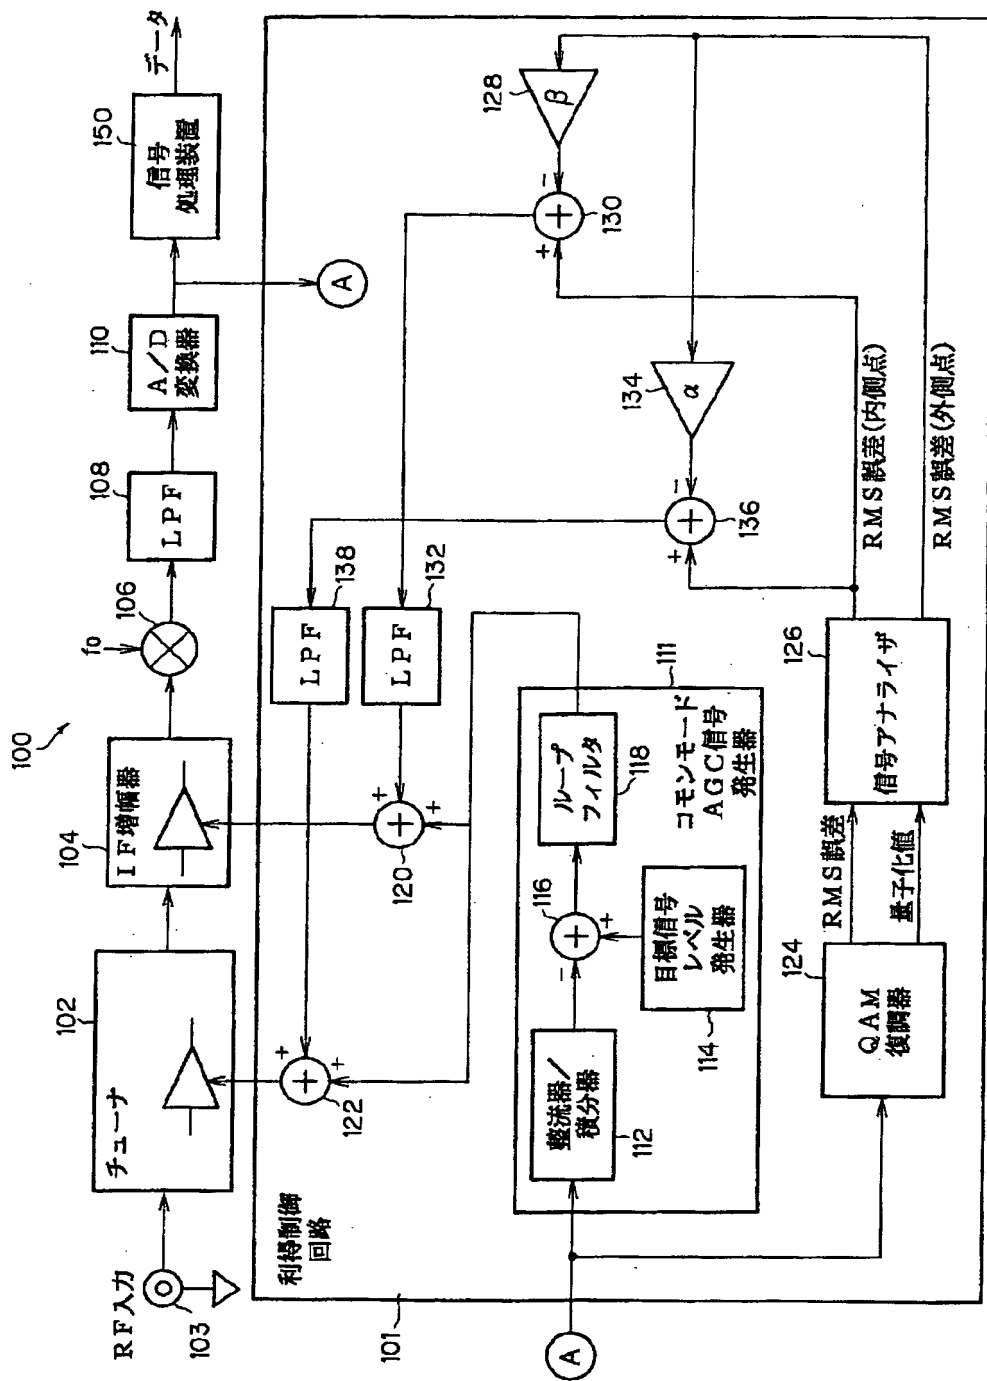 100
RF入力
103
チューナ
102
IF増幅器
104
f0
106
LPF
108
A/D
変換器
110
信号
処理装置
150
データ
A
利得制御
回路
101
+
+
+
122
+
+
+
120
LPF
138
LPF
132
+
-
+
130
β
128
α
134
+
-
+
136
コモンモード
AGC信号
発生器
111
整流器/
積分器
112
-
+
+
116
目標信号
レベル
発生器
114
ループ
フィルタ
118
A
QAM
復調器
124
RMS誤差
量子化値
信号アナライザ
126
RMS誤差(内側点)
RMS誤差(外側点)